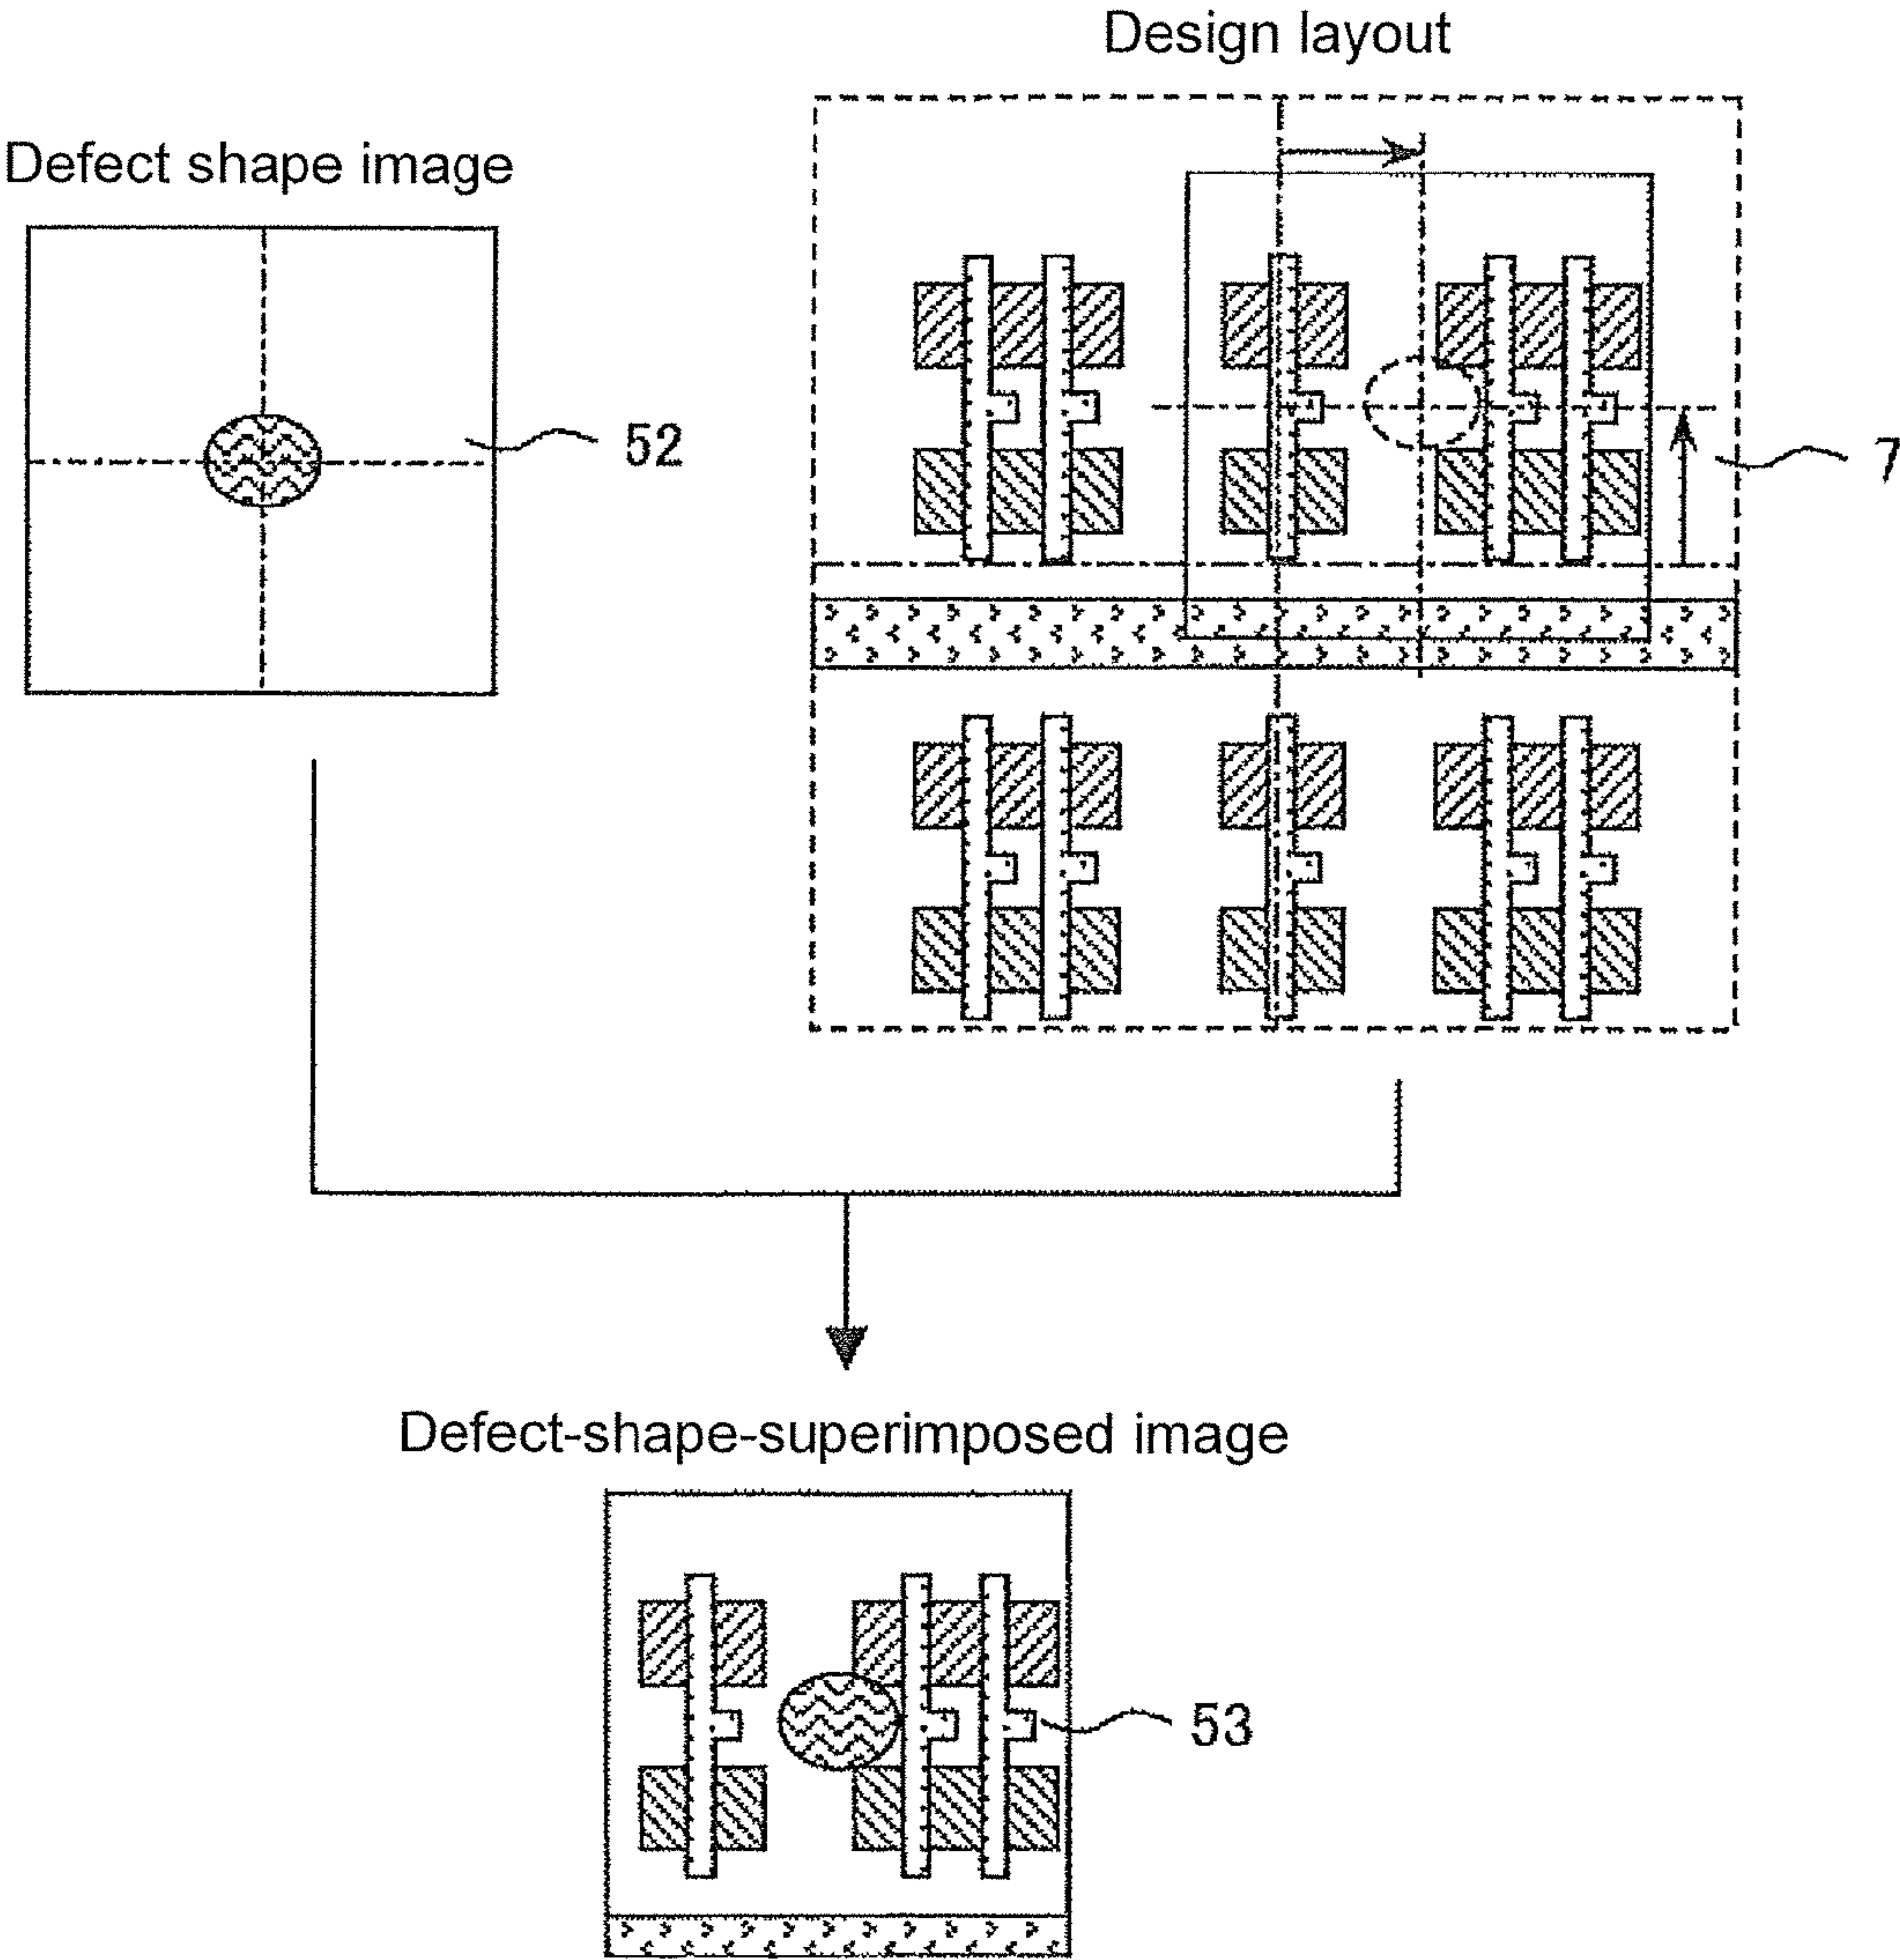 Design layout
Defect shape image
52
7
Defect-shape-superimposed image
53